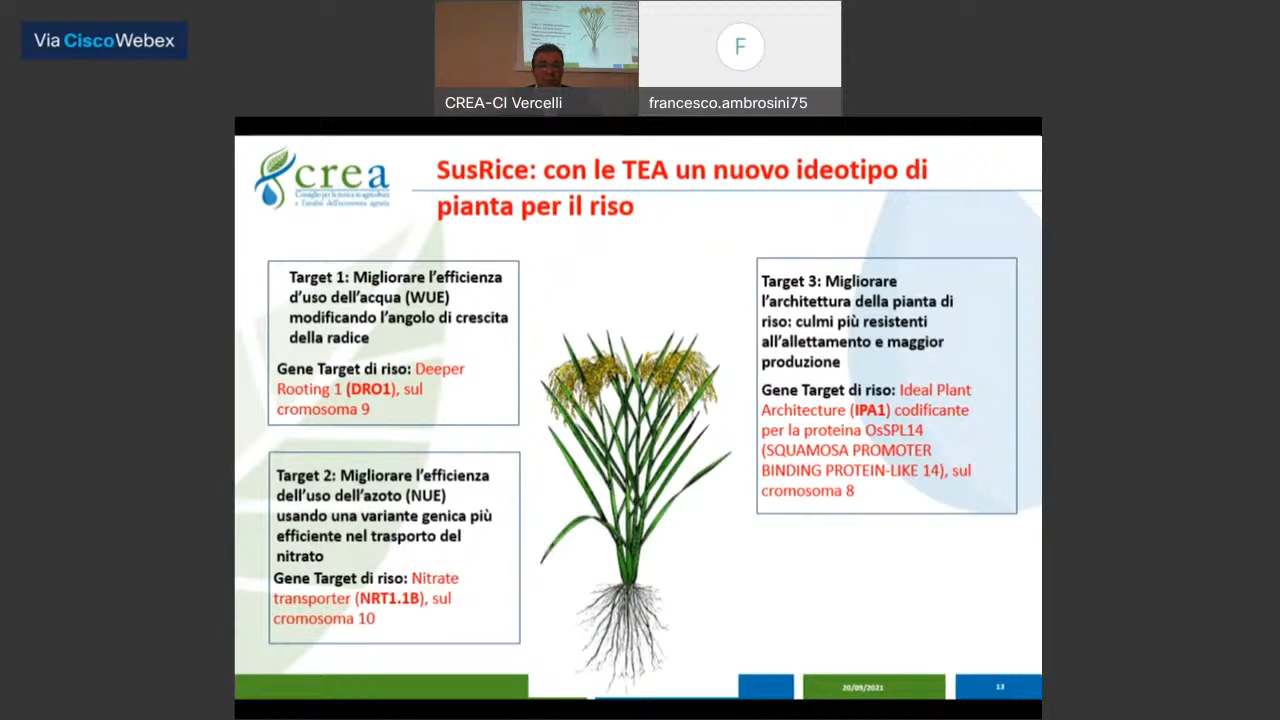 Via Cisco Webex
CREA-CI Vercelli
F
francesco.ambrosini75
crea
Consiglio per la ricerca in agricoltura
e l'analisi dell'economia agraria
SusRice: con le TEA un nuovo ideotipo di
pianta per il riso
Target 1: Migliorare l'efficienza
d'uso dell'acqua (WUE)
modificando l'angolo di crescita
della radice
Gene Target di riso: Deeper
Rooting 1 (DRO1), sul
cromosoma 9
Target 2: Migliorare l'efficienza
dell'uso dell'azoto (NUE)
usando una variante genica più
efficiente nel trasporto del
nitrato
Gene Target di riso: Nitrate
transporter (NRT1.1B), sul
cromosoma 10
Target 3: Migliorare
l'architettura della pianta di
riso: culmi più resistenti
all'allettamento e maggior
produzione
Gene Target di riso: Ideal Plant
Architecture (IPA1) codificante
per la proteina OsSPL14
(SQUAMOSA PROMOTER
BINDING PROTEIN-LIKE 14), sul
cromosoma 8
20/09/2021
13